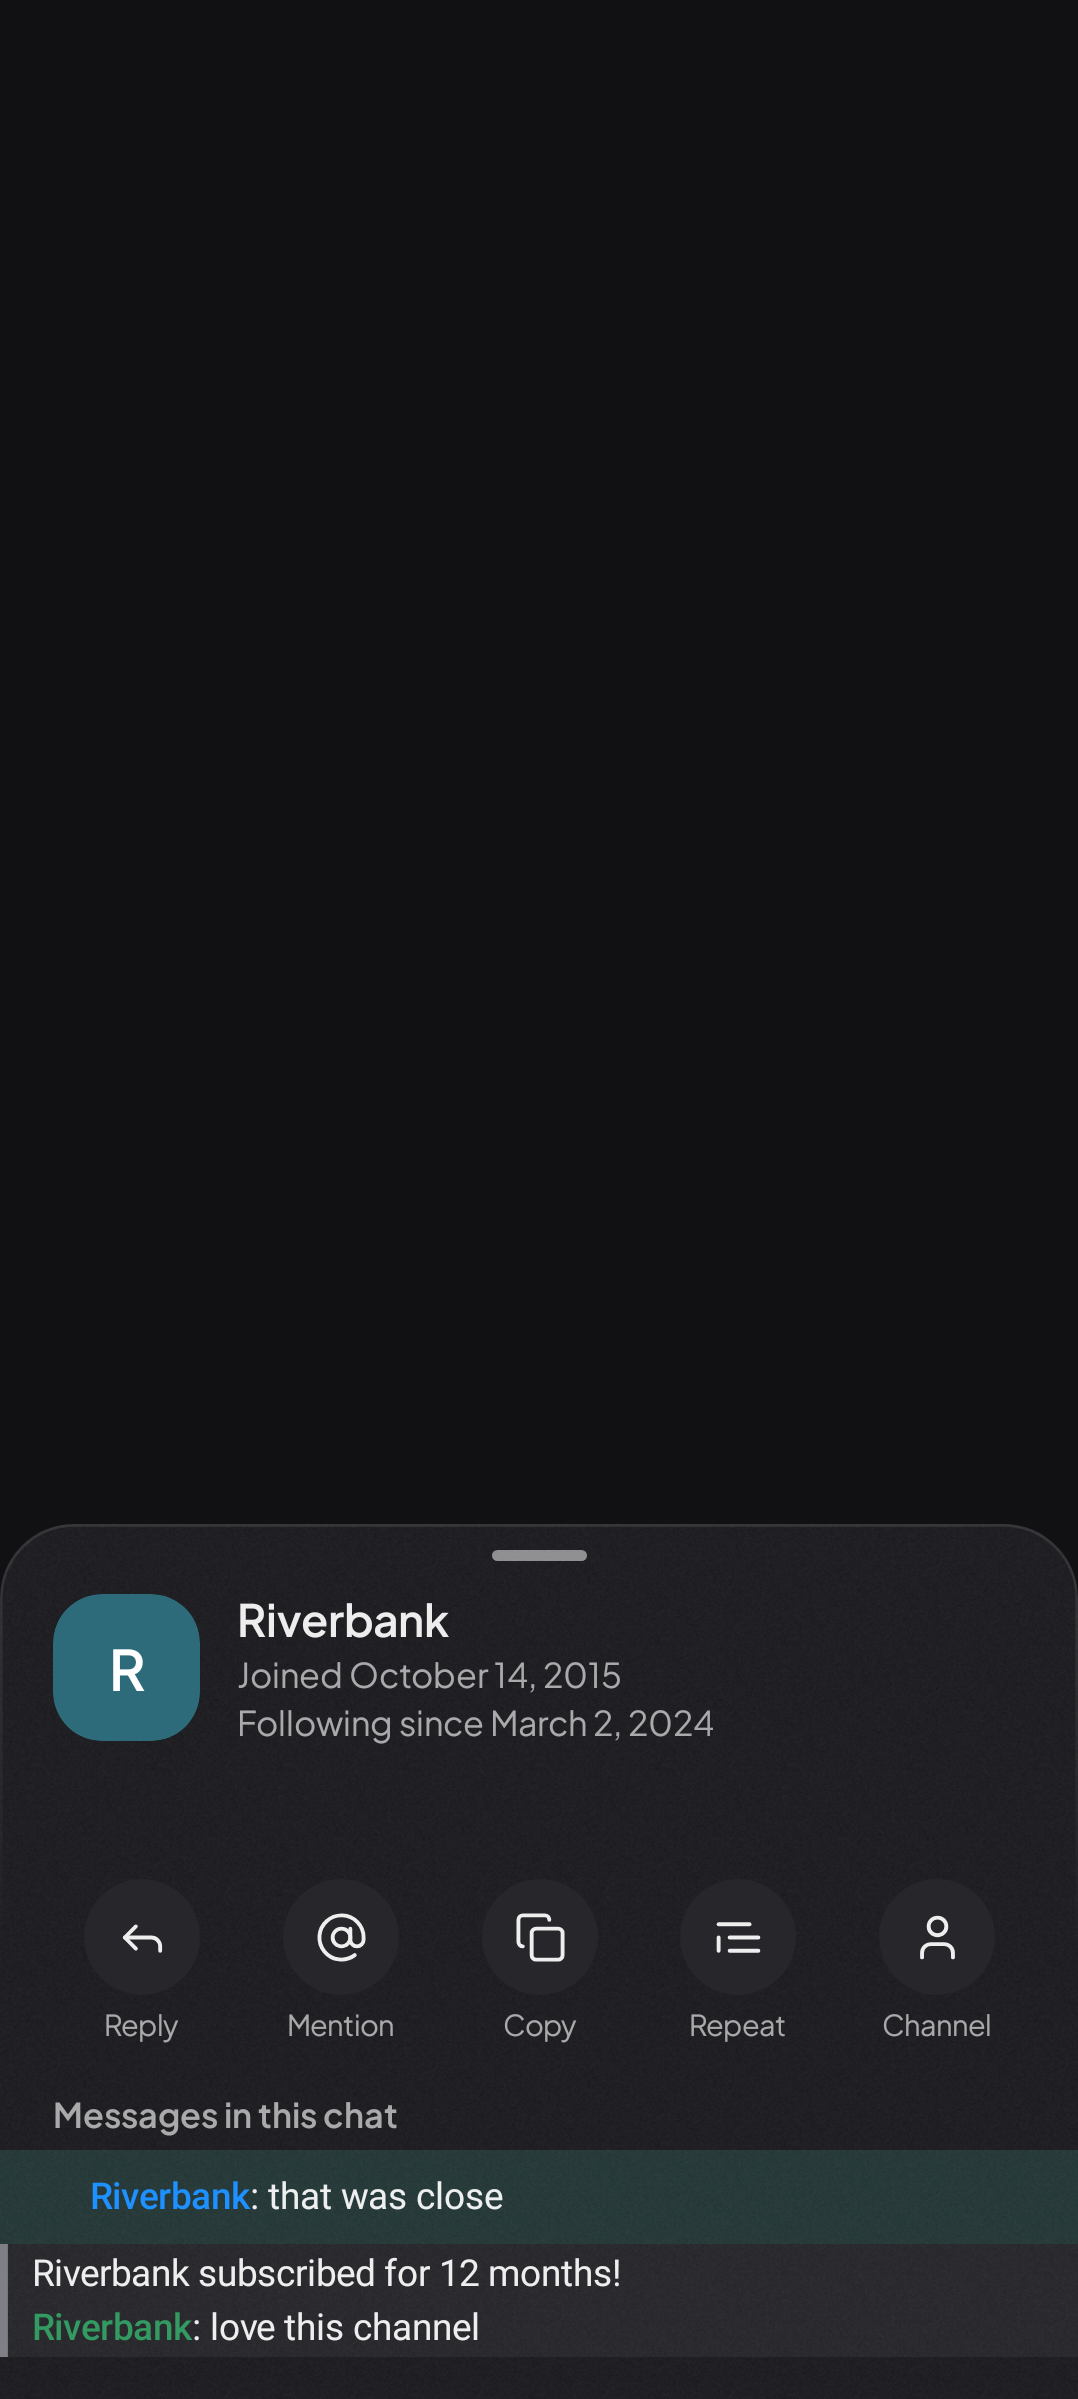 R
Riverbank
Joined October 14, 2015
Following since March 2, 2024
Reply
Mention
Copy
Repeat
Channel
Messages in this chat
Riverbank: that was close
Riverbank subscribed for 12 months!
Riverbank: love this channel